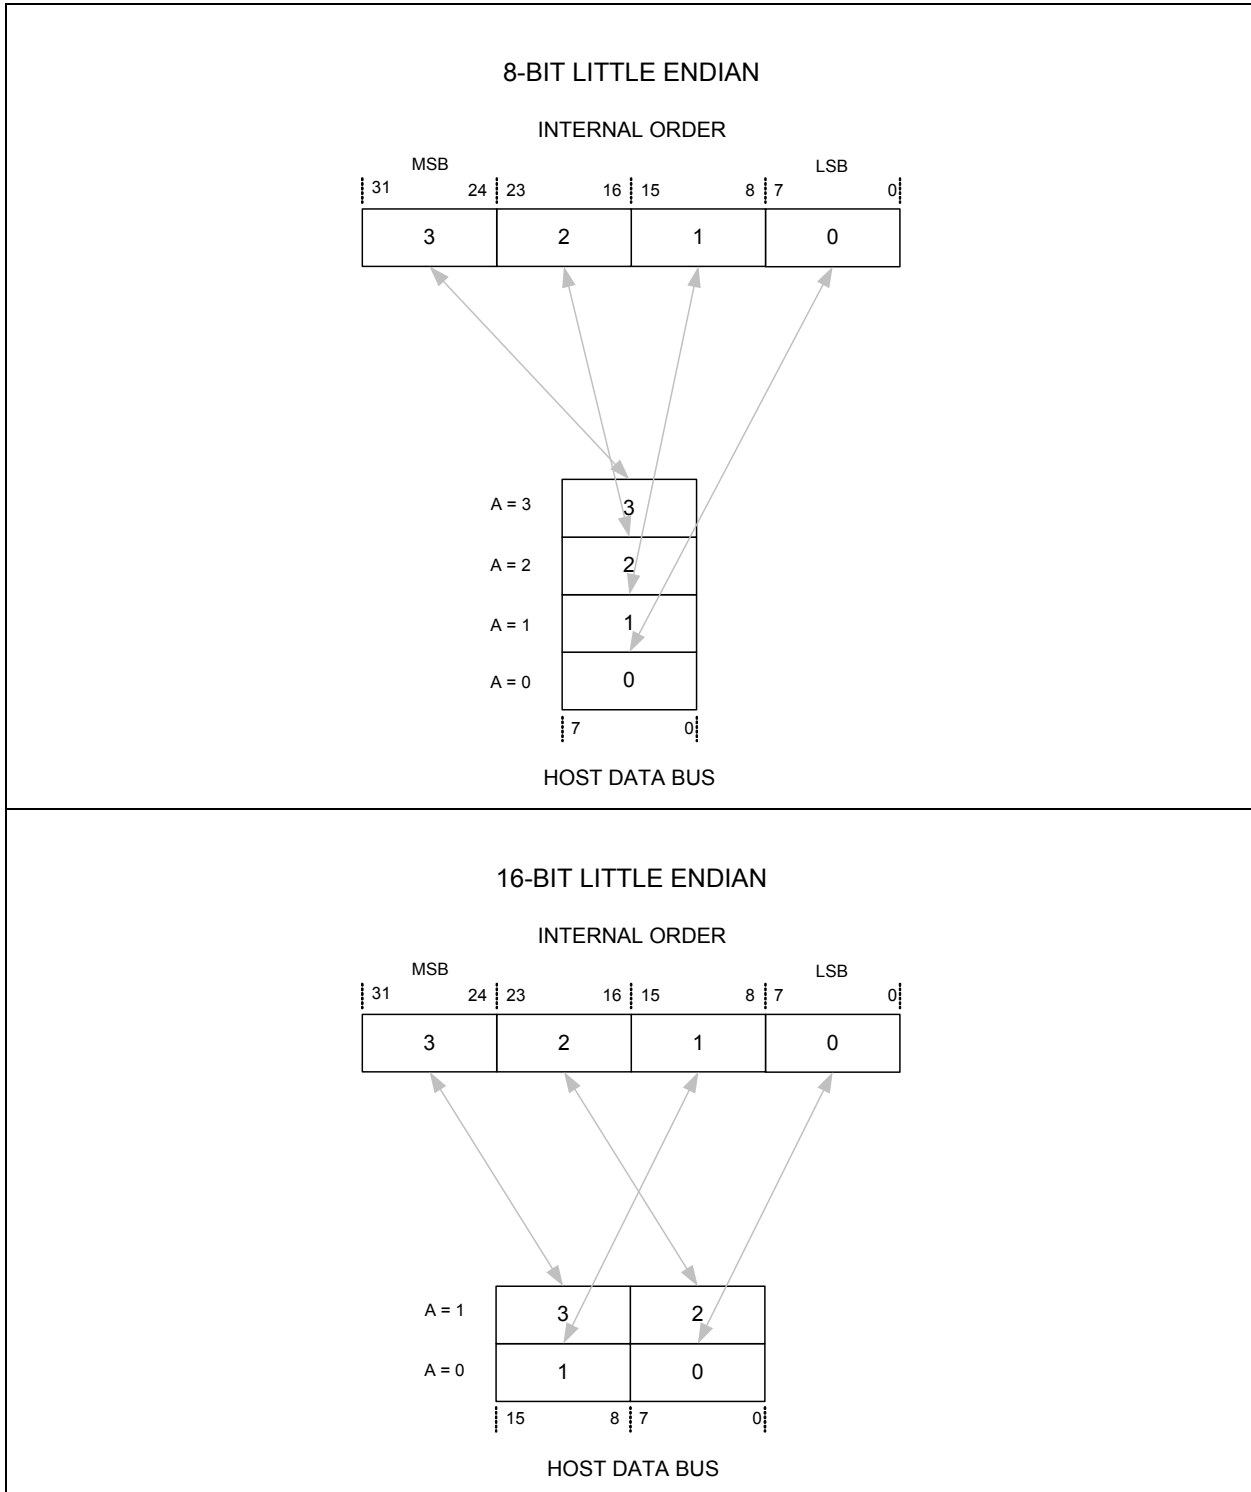 8-BIT LITTLE ENDIAN
INTERNAL ORDER
MSB LSB
31 24 23 16 15 8 7 0
3 2 1 0
A = 3 3
A = 2 2
A = 1 1
A = 0 0
7 0
HOST DATA BUS
16-BIT LITTLE ENDIAN
INTERNAL ORDER
MSB LSB
31 24 23 16 15 8 7 0
3 2 1 0
A = 1 3 2
A = 0 1 0
15 8 7 0
HOST DATA BUS